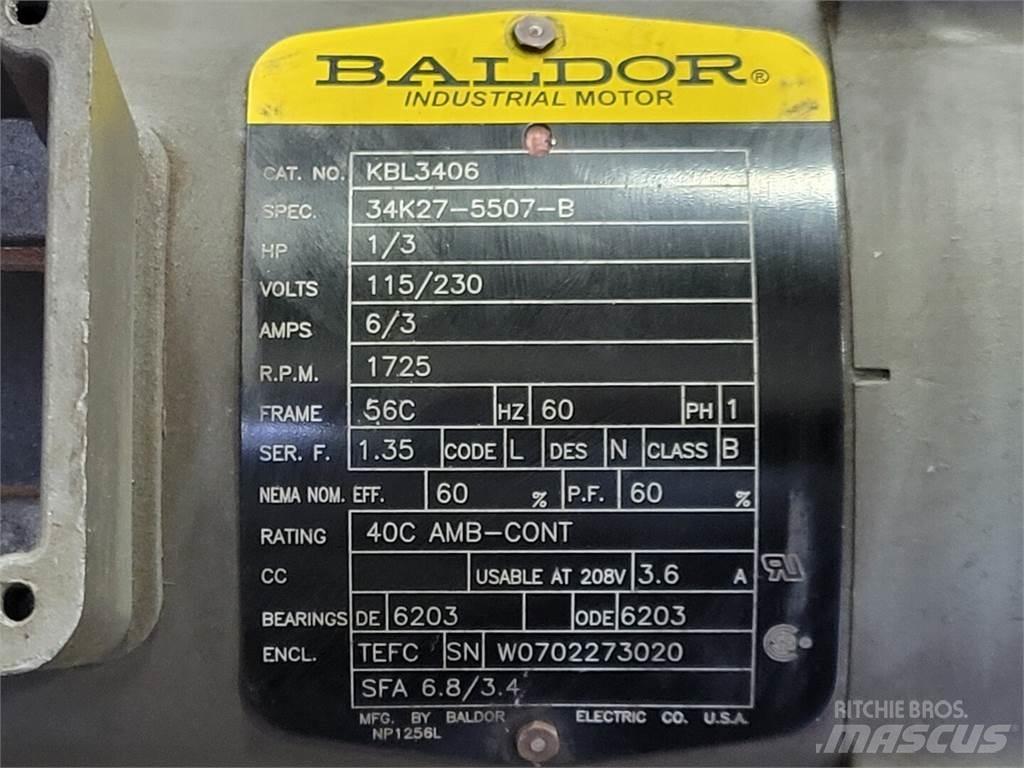 BALDOR®
INDUSTRIAL MOTOR
CAT. NO. KBL3406
SPEC. 34K27-5507-B
HP 1/3
VOLTS 115/230
AMPS 6/3
R.P.M. 1725
FRAME 56C HZ 60 PH 1
SER. F. 1.35 CODE L DES N CLASS B
NEMA NOM. EFF. 60 % P.F. 60 %
RATING 40C AMB-CONT
CC USABLE AT 208V 3.6 A
BEARINGS DE 6203 ODE 6203
ENCL. TEFC SN W0702273020
SFA 6.8/3.4
MFG. BY BALDOR ELECTRIC CO. U.S.A.
NP1256L
RITCHIE BROS.
MASCUS